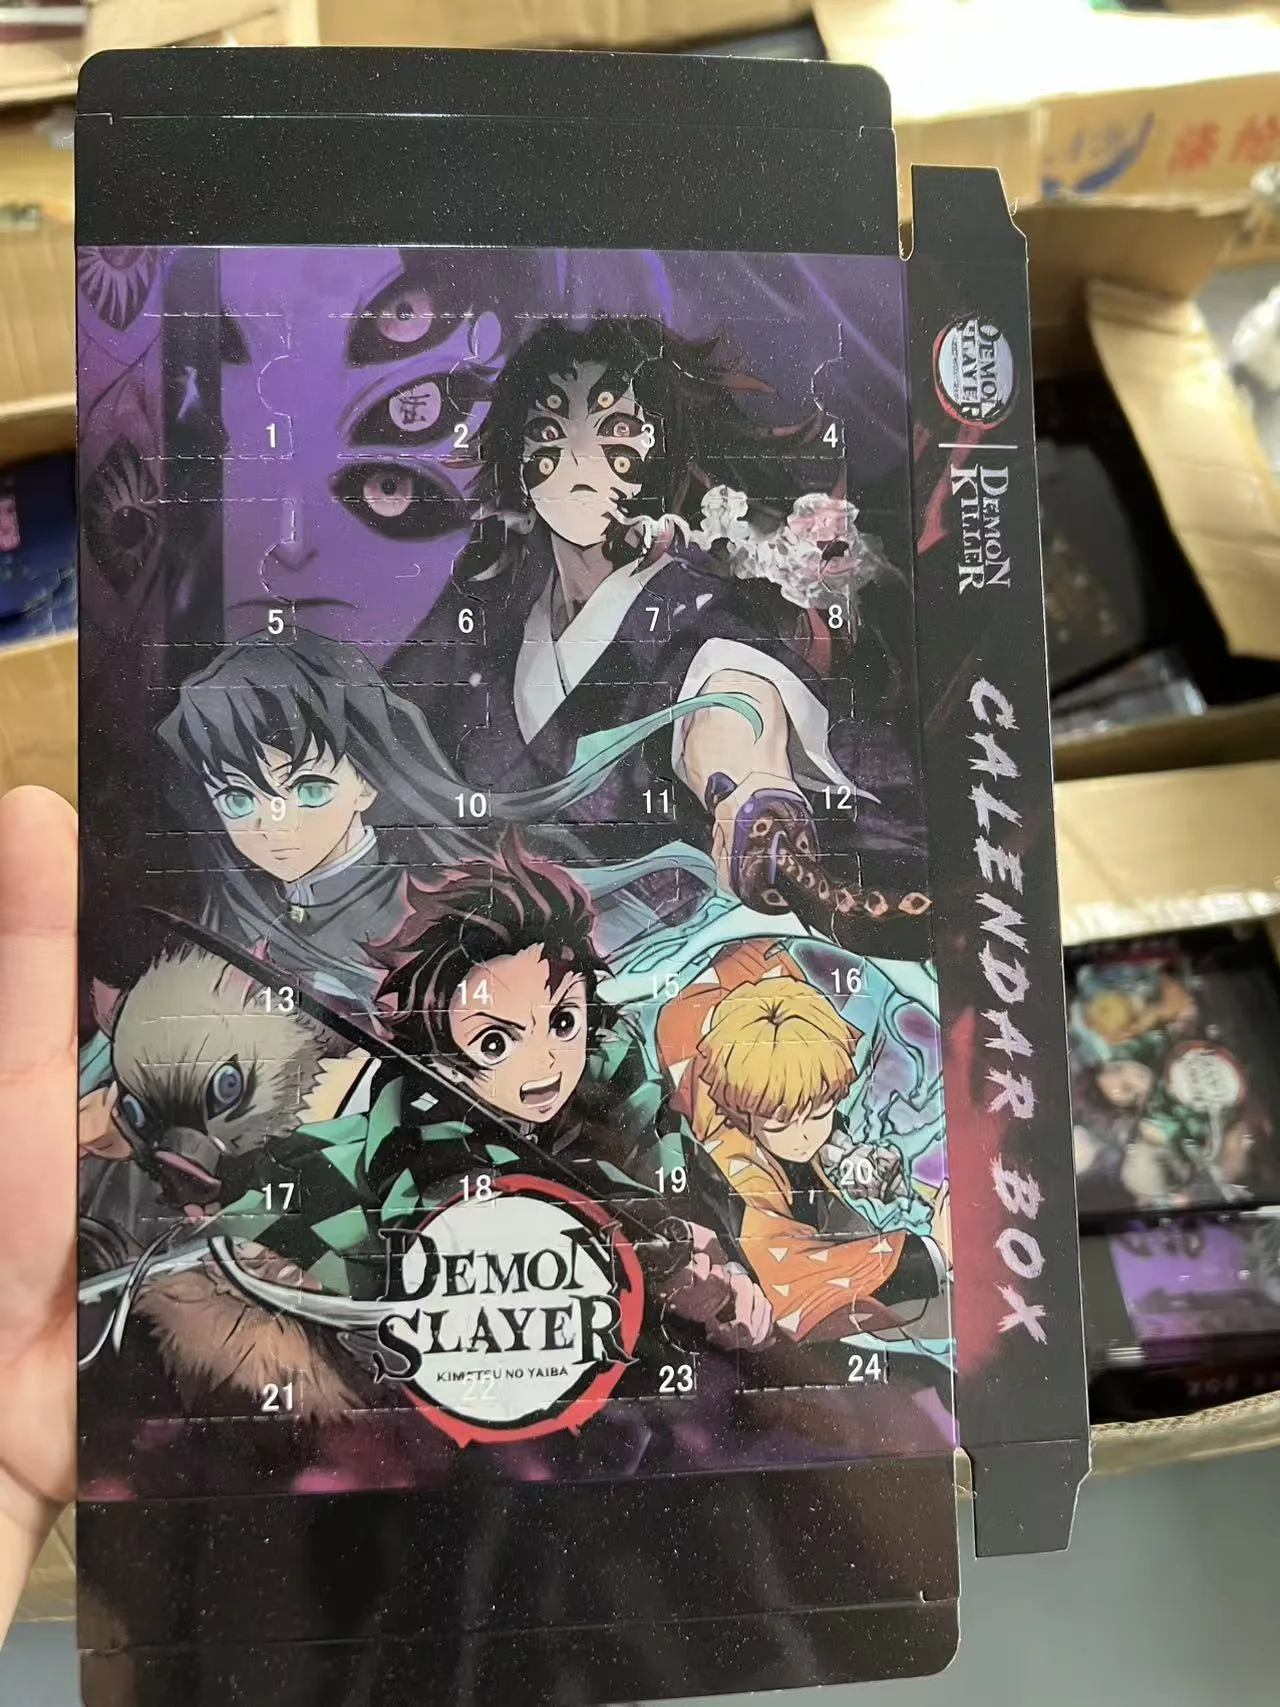 1 2 3 4
5 6 7 8
9 10 11 12
13 14 15 16
17 18 19 20
DEMON
SLAYER
KIMETSU NO YAIBA
21 22 23 24
DEMON
SLAYER
DEMON
KILLER
CALENDAR BOX